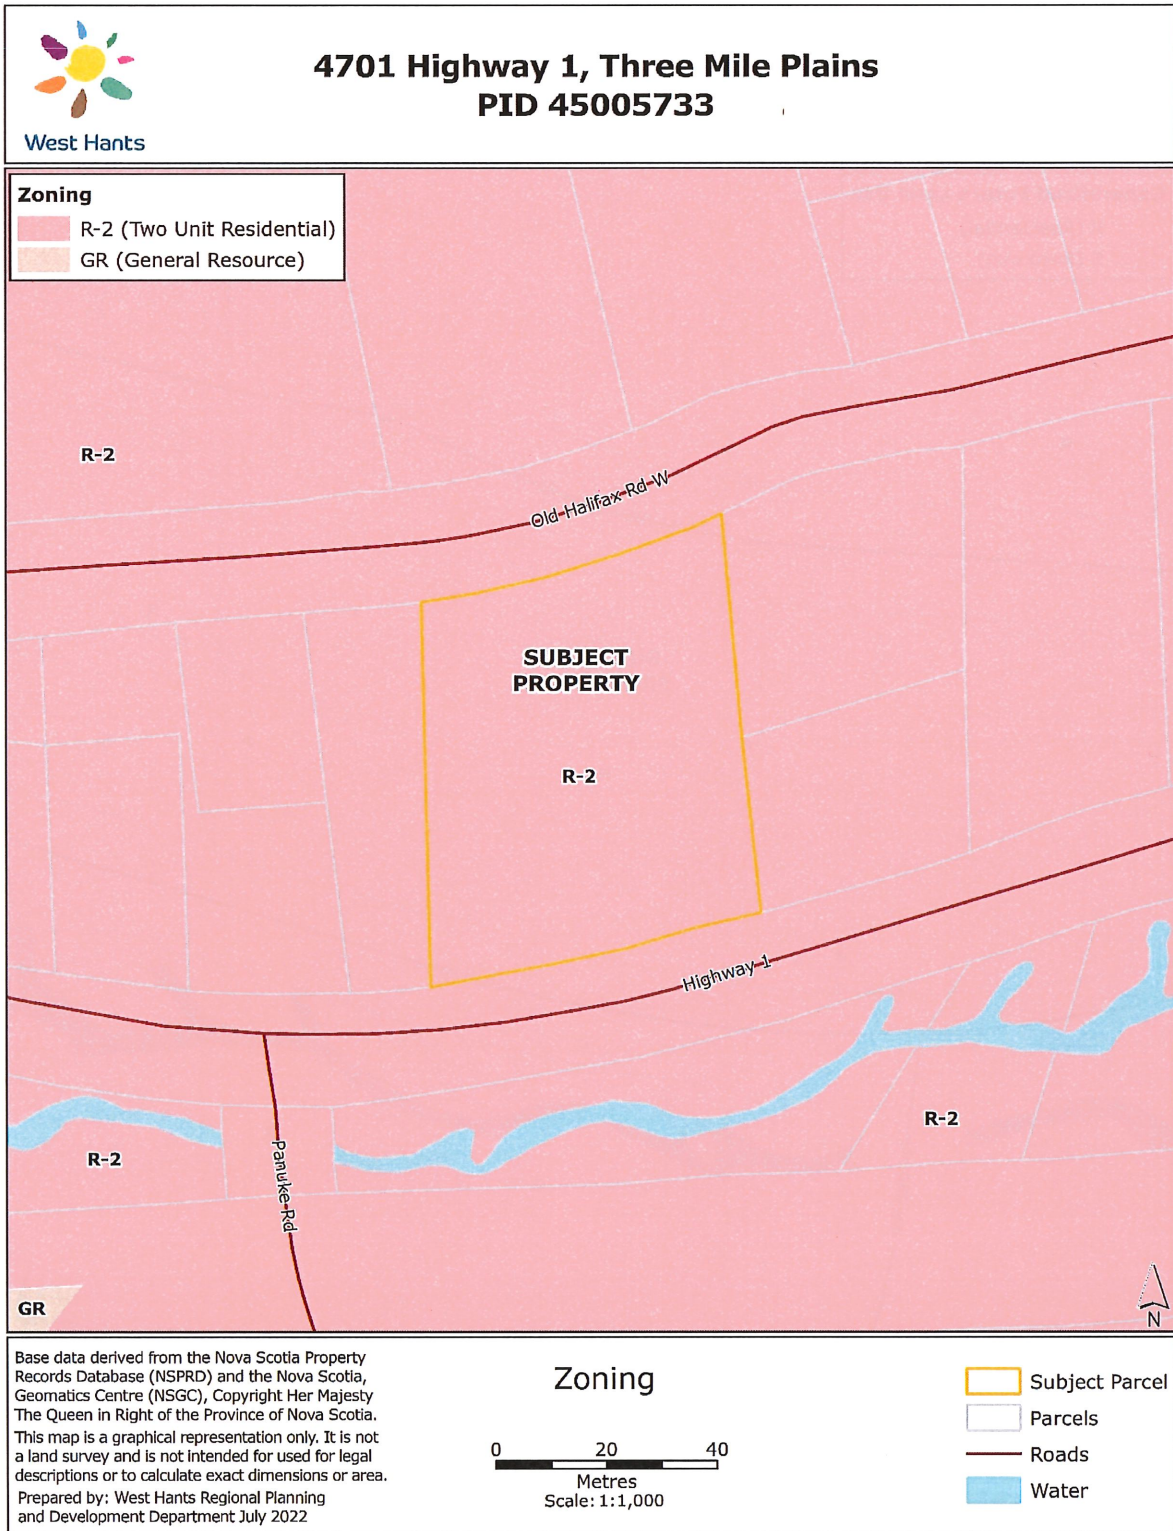 4701 Highway 1, Three Mile Plains
PID 45005733
West Hants
Zoning
R-2 (Two Unit Residential)
GR (General Resource)
R-2
Old Halifax Rd W
SUBJECT
PROPERTY
R-2
Highway 1
R-2
R-2
Panuke Rd
GR
N
Base data derived from the Nova Scotia Property
Records Database (NSPRD) and the Nova Scotia,
Geomatics Centre (NSGC), Copyright Her Majesty
The Queen in Right of the Province of Nova Scotia.
This map is a graphical representation only. It is not
a land survey and is not intended for used for legal
descriptions or to calculate exact dimensions or area.
Prepared by: West Hants Regional Planning
and Development Department July 2022
Zoning
0 20 40
Metres
Scale: 1:1,000
Subject Parcel
Parcels
Roads
Water